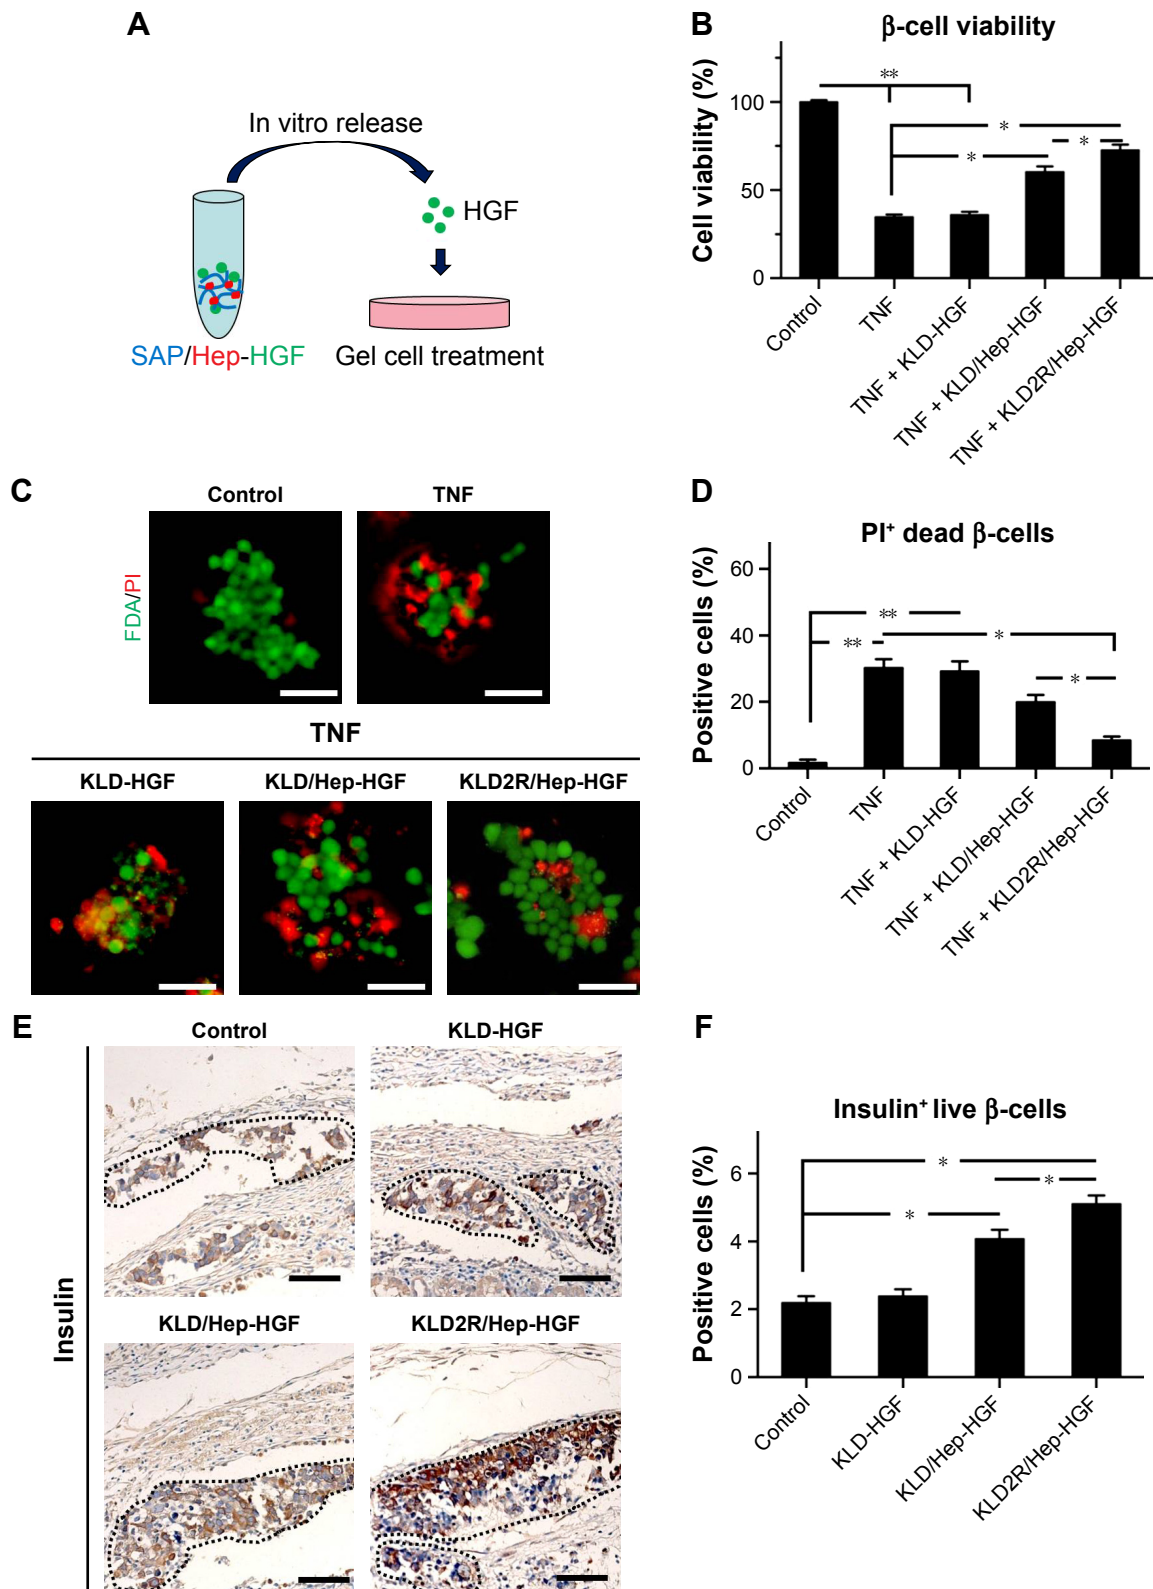 A
In vitro release
HGF
SAP/Hep-HGF
Gel cell treatment
B
β-cell viability
Cell viability (%)
100
50
0
**
*
*
*
Control
TNF
TNF + KLD-HGF
TNF + KLD/Hep-HGF
TNF + KLD2R/Hep-HGF
C
Control
TNF
FDA/PI
TNF
KLD-HGF
KLD/Hep-HGF
KLD2R/Hep-HGF
D
PI⁺ dead β-cells
Positive cells (%)
60
40
20
0
**
**
*
*
Control
TNF
TNF + KLD-HGF
TNF + KLD/Hep-HGF
TNF + KLD2R/Hep-HGF
E
Control
KLD-HGF
Insulin
KLD/Hep-HGF
KLD2R/Hep-HGF
F
Insulin⁺ live β-cells
Positive cells (%)
6
4
2
0
*
*
*
Control
KLD-HGF
KLD/Hep-HGF
KLD2R/Hep-HGF